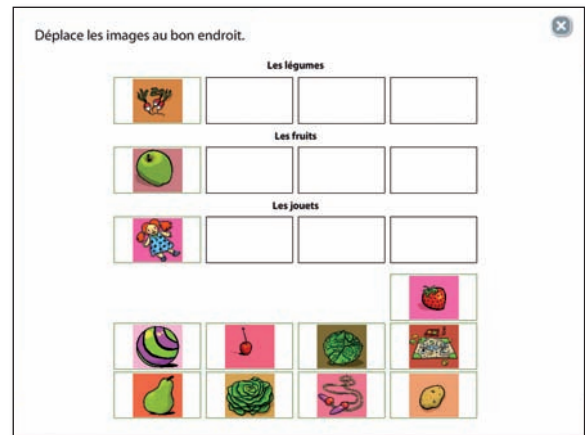 Déplace les images au bon endroit.
Les légumes
Les fruits
Les jouets